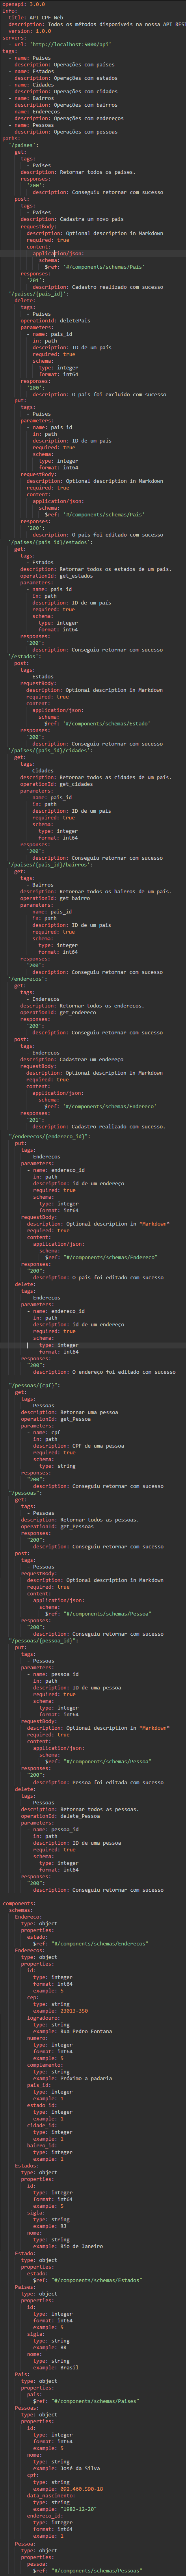 openapi: 3.0.0
info:
  title: API CPF Web
  description: Todos os métodos disponíveis na nossa API RES
  version: 1.0.0
servers:
  - url: 'http://localhost:5000/api'
tags:
  - name: Países
    description: Operações com países
  - name: Estados
    description: Operações com estados
  - name: Cidades
    description: Operações com cidades
  - name: Bairros
    description: Operações com bairros
  - name: Endereços
    description: Operações com endereços
  - name: Pessoas
    description: Operações com pessoas
paths:
  '/paises':
    get:
      tags:
        - Países
      description: Retornar todos os países.
      responses:
        '200':
          description: Conseguiu retornar com sucesso
    post:
      tags:
        - Países
      description: Cadastra um novo país
      requestBody:
        description: Optional description in Markdown
        required: true
        content:
          application/json:
            schema:
              $ref: '#/components/schemas/Pais'
      responses:
        '201':
          description: Cadastro realizado com sucesso
  '/paises/{pais_id}':
    delete:
      tags:
        - Países
      operationId: deletePais
      parameters:
        - name: pais_id
          in: path
          description: ID de um país
          required: true
          schema:
            type: integer
            format: int64
      responses:
        '200':
          description: O país foi excluído com sucesso
    put:
      tags:
        - Países
      parameters:
        - name: pais_id
          in: path
          description: ID de um país
          required: true
          schema:
            type: integer
            format: int64
      requestBody:
        description: Optional description in Markdown
        required: true
        content:
          application/json:
            schema:
              $ref: '#/components/schemas/Pais'
      responses:
        '200':
          description: O país foi editado com sucesso
  '/paises/{pais_id}/estados':
    get:
      tags:
        - Estados
      description: Retornar todos os estados de um país.
      operationId: get_estados
      parameters:
        - name: pais_id
          in: path
          description: ID de um país
          required: true
          schema:
            type: integer
            format: int64
      responses:
        '200':
          description: Conseguiu retornar com sucesso
  '/estados':
    post:
      tags:
        - Estados
      requestBody:
        description: Optional description in Markdown
        required: true
        content:
          application/json:
            schema:
              $ref: '#/components/schemas/Estado'
      responses:
        '200':
          description: Conseguiu retornar com sucesso
  '/paises/{pais_id}/cidades':
    get:
      tags:
        - Cidades
      description: Retornar todos as cidades de um país.
      operationId: get_cidades
      parameters:
        - name: pais_id
          in: path
          description: ID de um país
          required: true
          schema:
            type: integer
            format: int64
      responses:
        '200':
          description: Conseguiu retornar com sucesso
  '/paises/{pais_id}/bairros':
    get:
      tags:
        - Bairros
      description: Retornar todos os bairros de um país.
      operationId: get_bairro
      parameters:
        - name: pais_id
          in: path
          description: ID de um país
          required: true
          schema:
            type: integer
            format: int64
      responses:
        '200':
          description: Conseguiu retornar com sucesso
  '/enderecos':
    get:
      tags:
        - Endereços
      description: Retornar todos os endereços.
      operationId: get_endereco
      responses:
        '200':
          description: Conseguiu retornar com sucesso
    post:
      tags:
        - Endereços
      description: Cadastrar um endereço
      requestBody:
        description: Optional description in Markdown
        required: true
        content:
          application/json:
            schema:
              $ref: '#/components/schemas/Endereco'
      responses:
        '201':
          description: Cadastro realizado com sucesso.
  "/enderecos/{endereco_id}":
    put:
      tags:
        - Endereços
      parameters:
        - name: endereco_id
          in: path
          description: Id de um endereço
          required: true
          schema:
            type: integer
            format: int64
      requestBody:
        description: Optional description in *Markdown*
        required: true
        content:
          application/json:
            schema:
              $ref: "#/components/schemas/Endereco"
      responses:
        "200":
          description: O país foi editado com sucesso
    delete:
      tags:
        - Endereços
      parameters:
        - name: endereco_id
          in: path
          description: id de um endereço
          required: true
          schema:
            type: integer
            format: int64
      responses:
        "200":
          description: O endereço foi editado com sucesso
  "/pessoas/{cpf}":
    get:
      tags:
        - Pessoas
      description: Retornar uma pessoa
      operationId: get_Pessoa
      parameters:
        - name: cpf
          in: path
          description: CPF de uma pessoa
          required: true
          schema:
            type: string
      responses:
        "200":
          description: Conseguiu retornar com sucesso
  "/pessoas":
    get:
      tags:
        - Pessoas
      description: Retornar todos as pessoas.
      operationId: get_Pessoas
      responses:
        "200":
          description: Conseguiu retornar com sucesso
    post:
      tags:
        - Pessoas
      requestBody:
        description: Optional description in Markdown
        required: true
        content:
          application/json:
            schema:
              $ref: "#/components/schemas/Pessoa"
      responses:
        "200":
          description: Conseguiu retornar com sucesso
  "/pessoas/{pessoa_id}":
    put:
      tags:
        - Pessoas
      parameters:
        - name: pessoa_id
          in: path
          description: ID de uma pessoa
          required: true
          schema:
            type: integer
            format: int64
      requestBody:
        description: Optional description in *Markdown*
        required: true
        content:
          application/json:
            schema:
              $ref: "#/components/schemas/Pessoa"
      responses:
        "200":
          description: Pessoa foi editada com sucesso
    delete:
      tags:
        - Pessoas
      description: Retornar todos as pessoas.
      operationId: delete_Pessoa
      parameters:
        - name: pessoa_id
          in: path
          description: ID de uma pessoa
          required: true
          schema:
            type: integer
            format: int64
      responses:
        "200":
          description: Conseguiu retornar com sucesso
components:
  schemas:
    Endereco:
      type: object
      properties:
        estado:
          $ref: "#/components/schemas/Enderecos"
    Enderecos:
      type: object
      properties:
        id:
          type: integer
          format: int64
          example: 5
        cep:
          type: string
          example: 23013-350
        logradouro:
          type: string
          example: Rua Pedro Fontana
        numero:
          type: integer
          format: int64
          example: 5
        complemento:
          type: string
          example: Próximo a padaria
        pais_id:
          type: integer
          example: 1
        estado_id:
          type: integer
          example: 1
        cidade_id:
          type: integer
          example: 1
        bairro_id:
          type: integer
          example: 1
    Estados:
      type: object
      properties:
        id:
          type: integer
          format: int64
          example: 5
        sigla:
          type: string
          example: RJ
        nome:
          type: string
          example: Rio de Janeiro
    Estado:
      type: object
      properties:
        estado:
          $ref: "#/components/schemas/Estados"
    Paises:
      type: object
      properties:
        id:
          type: integer
          format: int64
          example: 5
        sigla:
          type: string
          example: BR
        nome:
          type: string
          example: Brasil
    Pais:
      type: object
      properties:
        pais:
          $ref: "#/components/schemas/Paises"
    Pessoas:
      type: object
      properties:
        id:
          type: integer
          format: int64
          example: 5
        nome:
          type: string
          example: José da Silva
        cpf:
          type: string
          example: 092.460.590-18
        data_nascimento:
          type: string
          example: "1982-12-20"
        endereco_id:
          type: integer
          format: int64
          example: 1
    Pessoa:
      type: object
      properties:
        pessoa:
          $ref: "#/components/schemas/Pessoas"